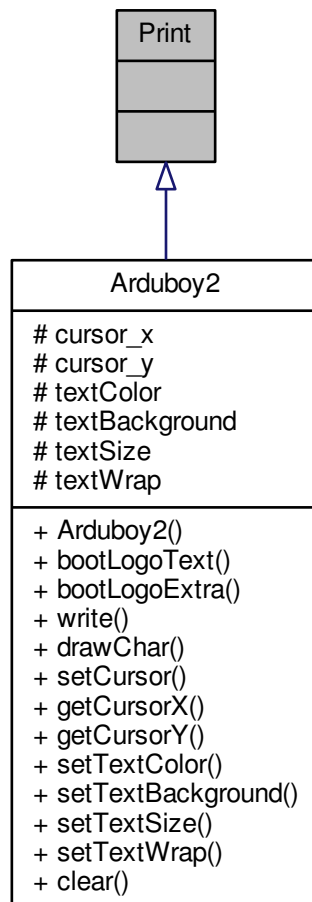 Print
Arduboy2
# cursor_x
# cursor_y
# textColor
# textBackground
# textSize
# textWrap
+ Arduboy2()
+ bootLogoText()
+ bootLogoExtra()
+ write()
+ drawChar()
+ setCursor()
+ getCursorX()
+ getCursorY()
+ setTextColor()
+ setTextBackground()
+ setTextSize()
+ setTextWrap()
+ clear()